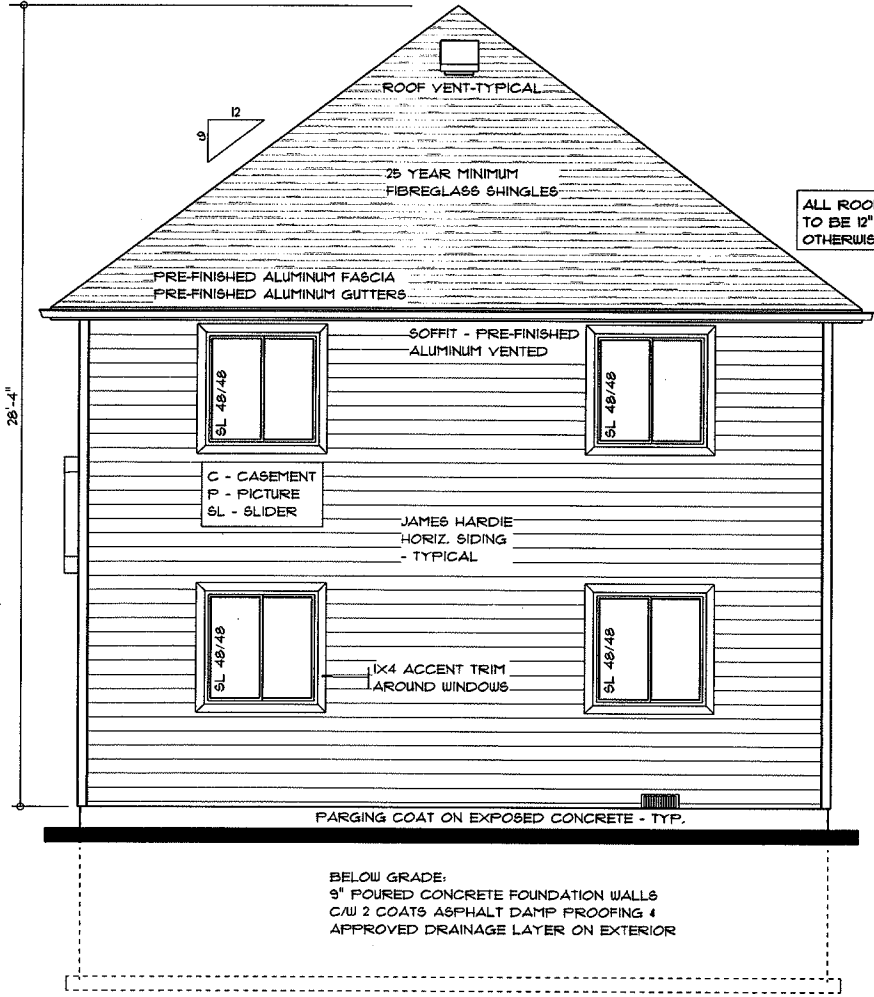 ROOF VENT-TYPICAL
12
9
25 YEAR MINIMUM
FIBREGLASS SHINGLES
ALL ROO
TO BE 12"
OTHERWIS
PRE-FINISHED ALUMINUM FASCIA
PRE-FINISHED ALUMINUM GUTTERS
SOFFIT - PRE-FINISHED
ALUMINUM VENTED
SL 48/48
SL 48/48
28'-4"
C - CASEMENT
P - PICTURE
SL - SLIDER
JAMES HARDIE
HORIZ. SIDING
- TYPICAL
SL 48/48
SL 48/48
1X4 ACCENT TRIM
AROUND WINDOWS
PARGING COAT ON EXPOSED CONCRETE - TYP.
BELOW GRADE:
9" POURED CONCRETE FOUNDATION WALLS
C/W 2 COATS ASPHALT DAMP PROOFING &
APPROVED DRAINAGE LAYER ON EXTERIOR